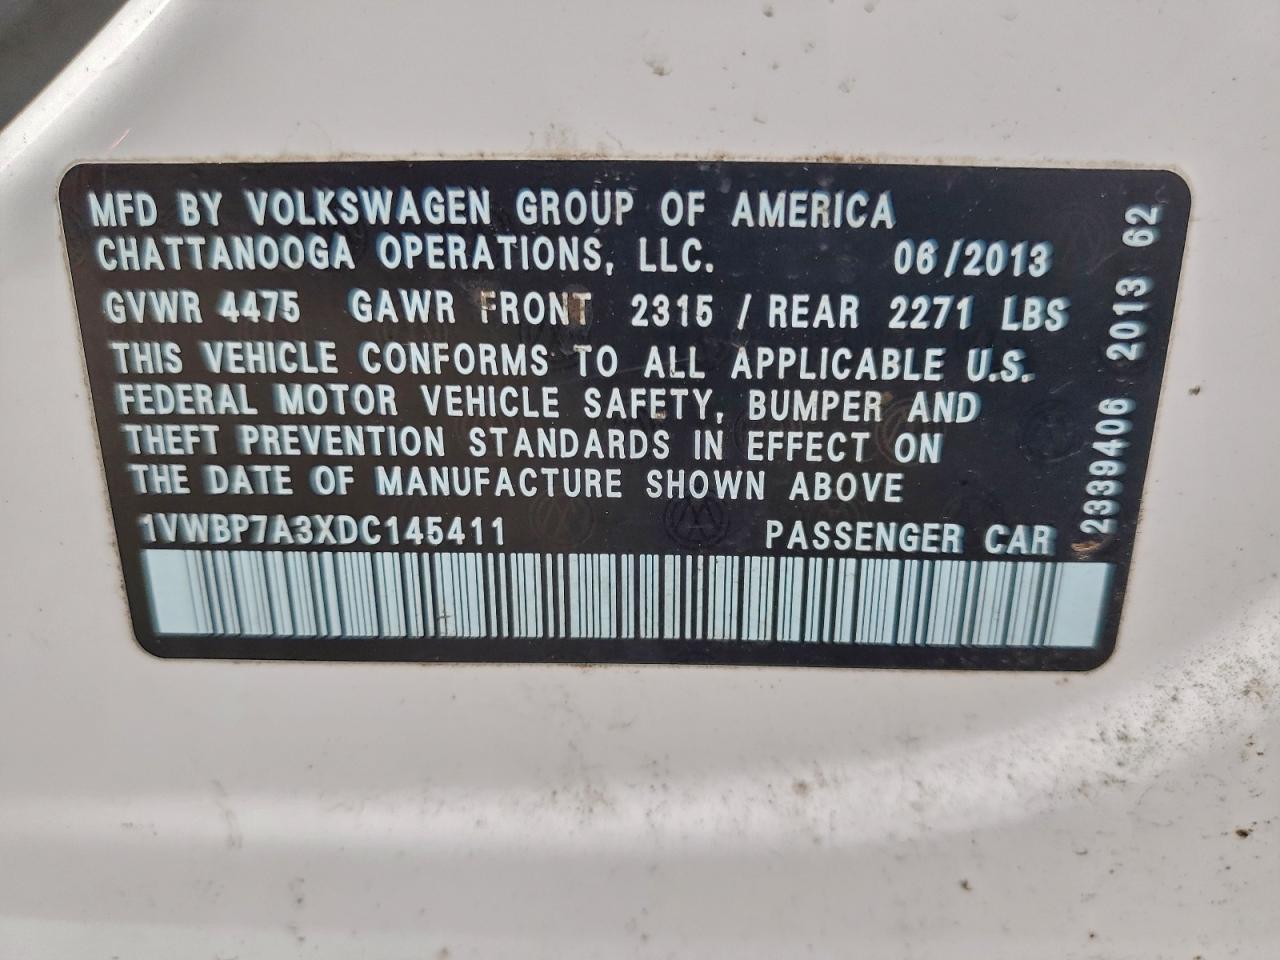 MFD BY VOLKSWAGEN GROUP OF AMERICA
CHATTANOOGA OPERATIONS, LLC. 06/2013
GVWR 4475 GAWR FRONT 2315 / REAR 2271 LBS
THIS VEHICLE CONFORMS TO ALL APPLICABLE U.S.
FEDERAL MOTOR VEHICLE SAFETY, BUMPER AND
THEFT PREVENTION STANDARDS IN EFFECT ON
THE DATE OF MANUFACTURE SHOWN ABOVE
1VWBP7A3XDC145411 PASSENGER CAR
2339406 2013 62